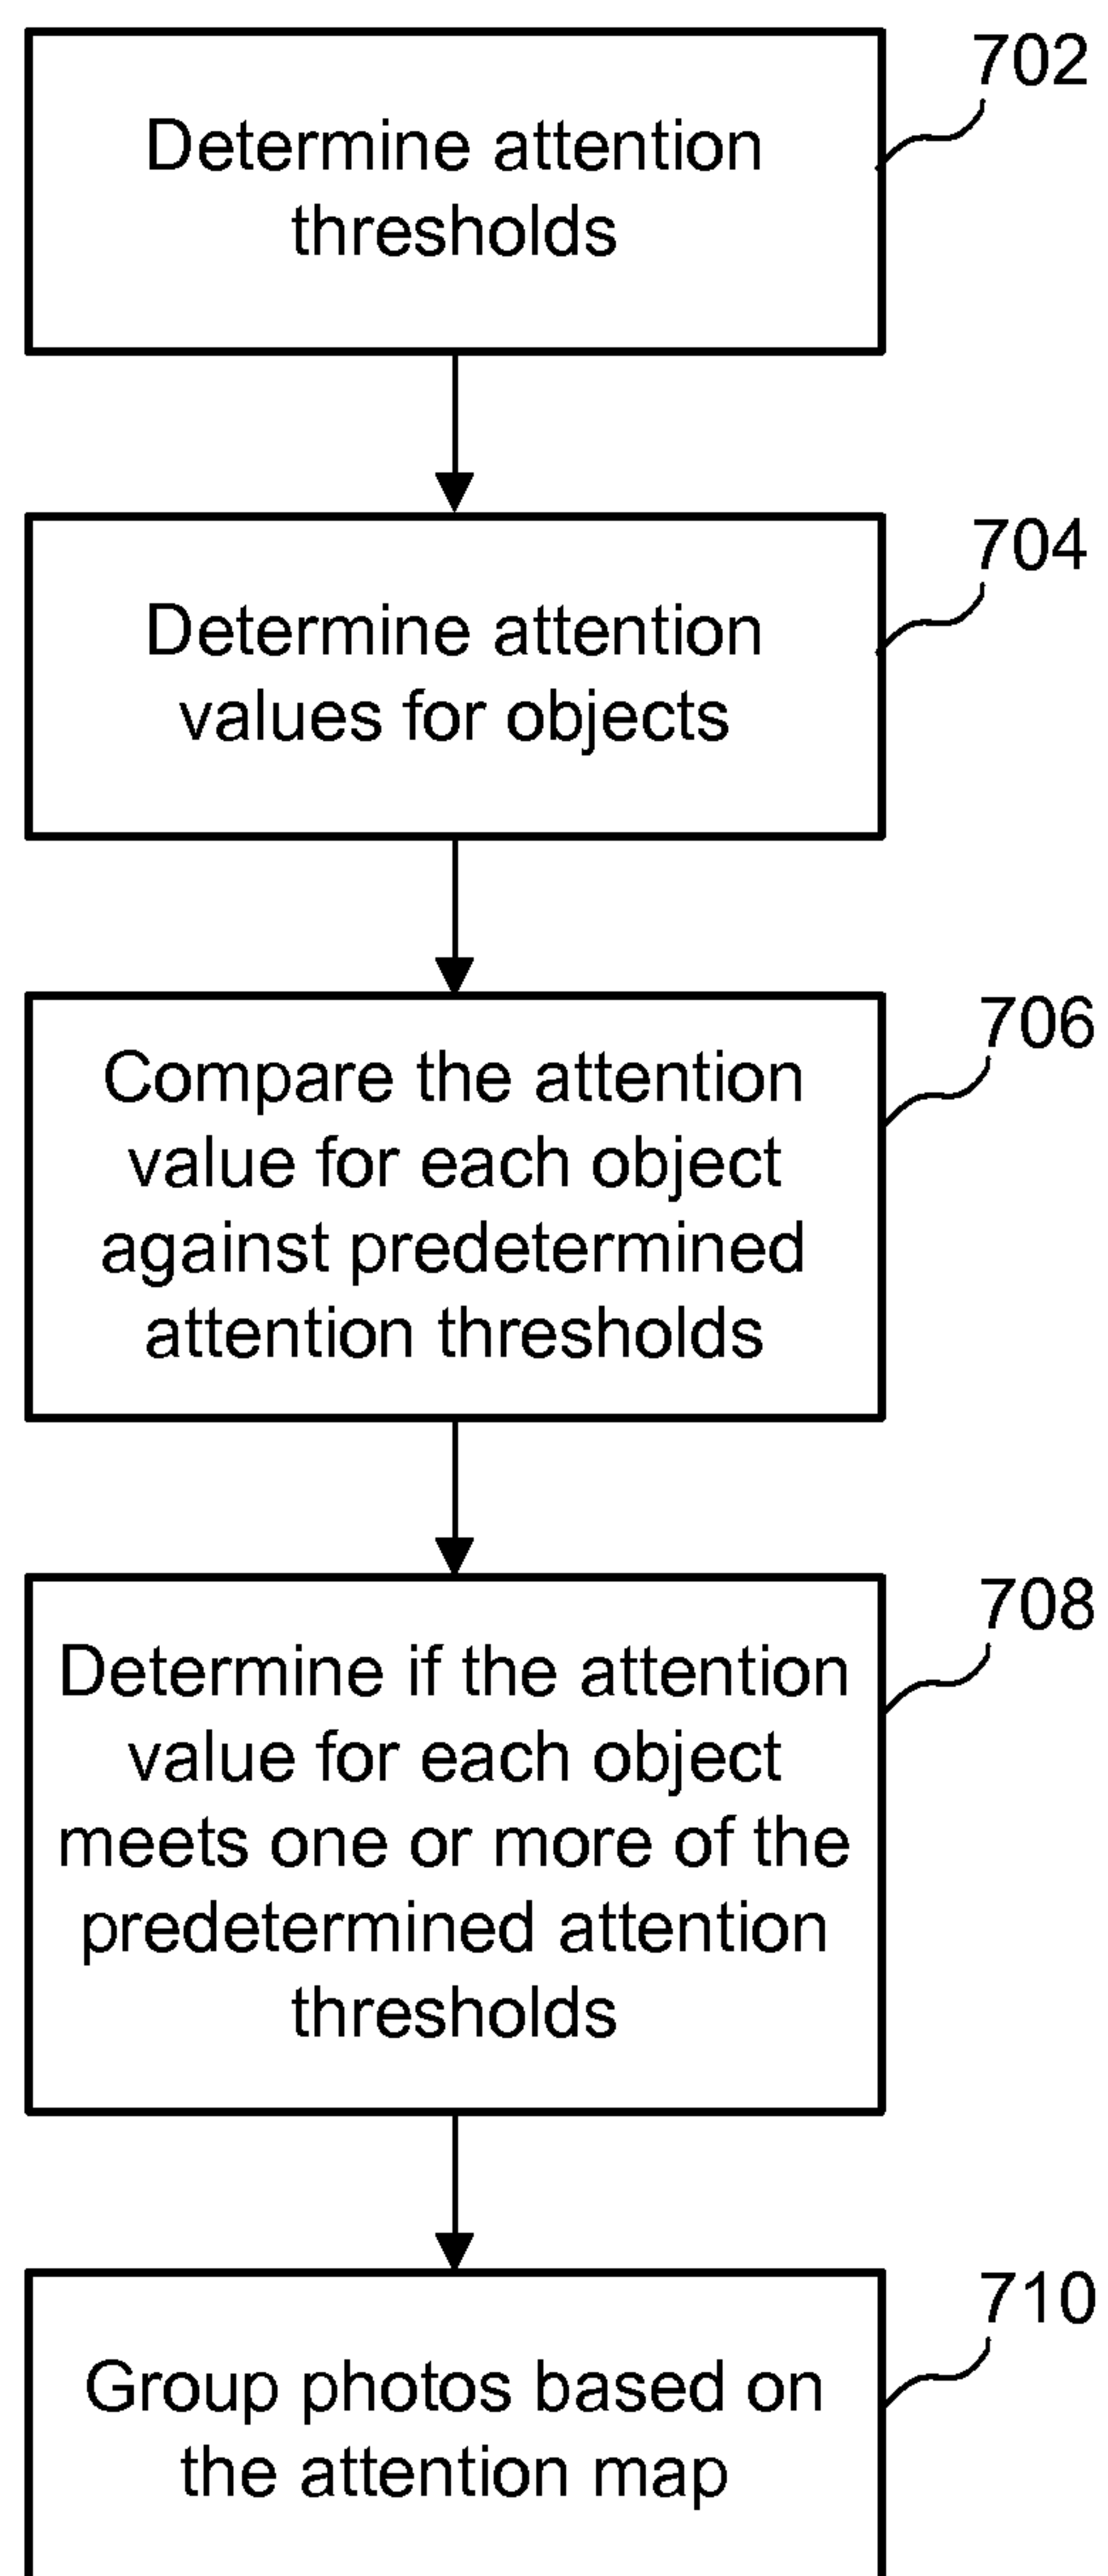 702
Determine attention
thresholds
704
Determine attention
values for objects
706
Compare the attention
value for each object
against predetermined
attention thresholds
708
Determine if the attention
value for each object
meets one or more of the
predetermined attention
thresholds
710
Group photos based on
the attention map